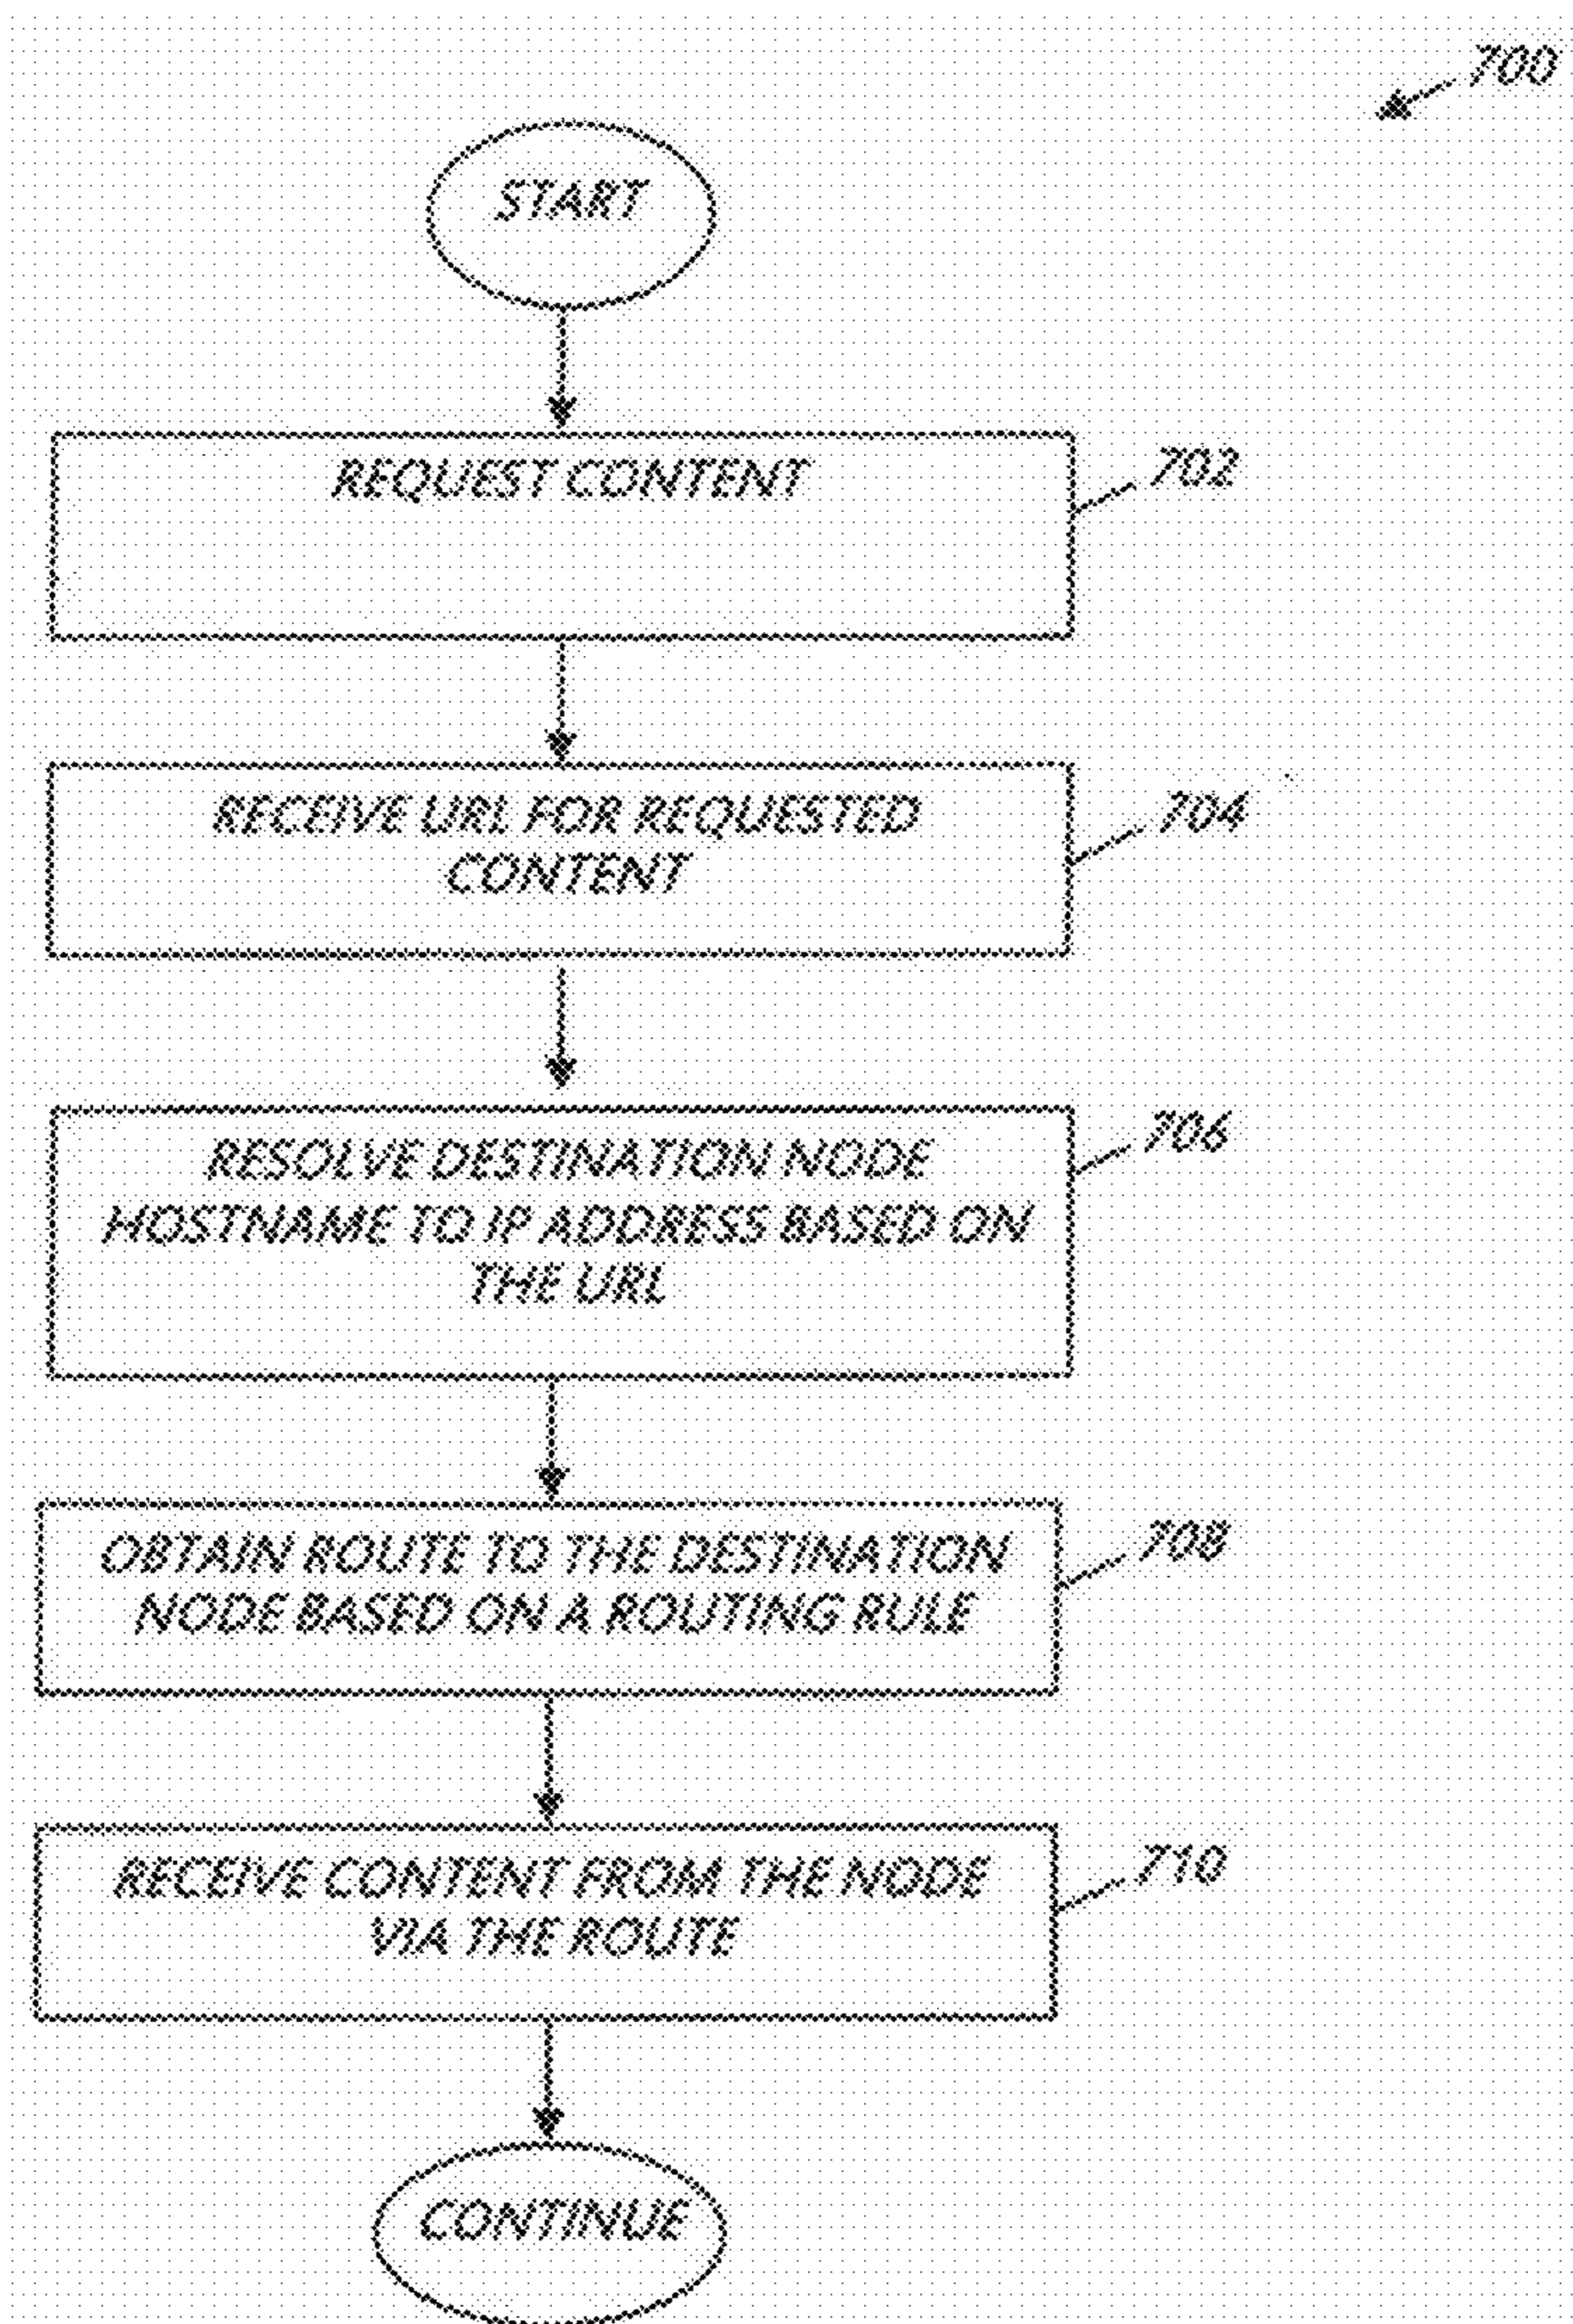 700
START
REQUEST CONTENT
702
RECEIVE URL FOR REQUESTED
CONTENT
704
RESOLVE DESTINATION NODE
HOSTNAME TO IP ADDRESS BASED ON
THE URL
706
OBTAIN ROUTE TO THE DESTINATION
NODE BASED ON A ROUTING RULE
708
RECEIVE CONTENT FROM THE NODE
VIA THE ROUTE
710
CONTINUE